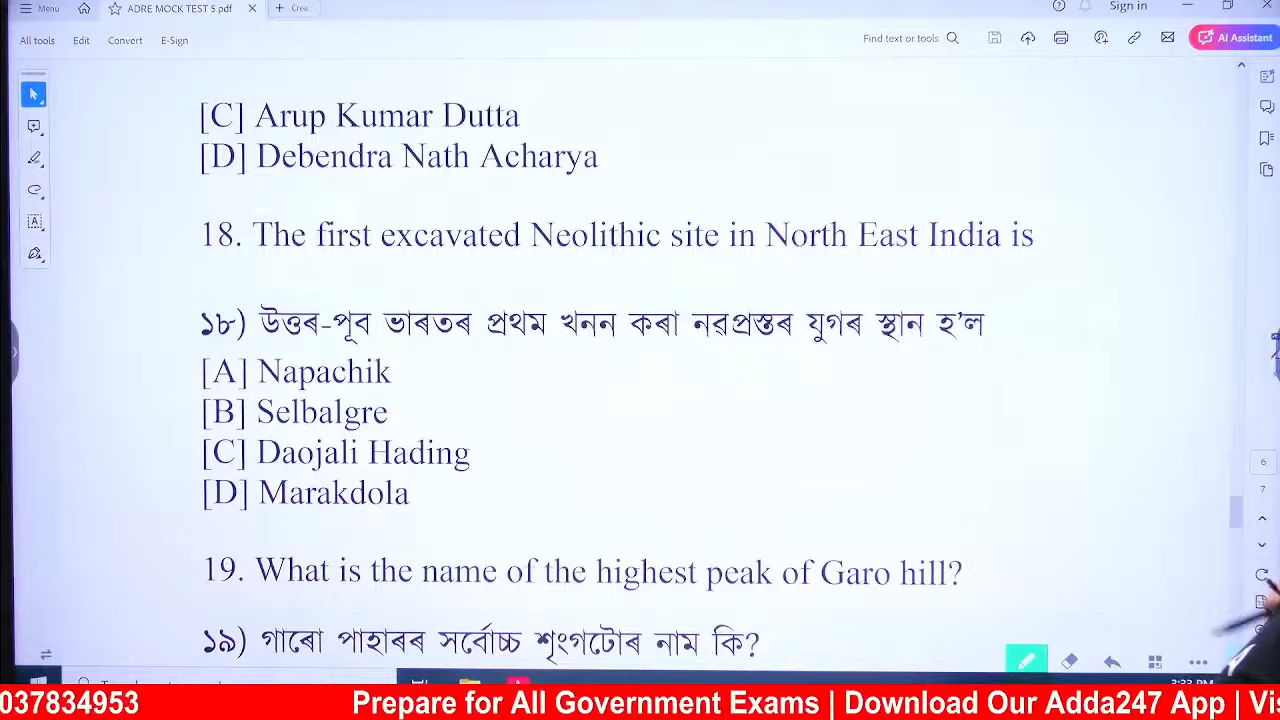 Menu
ADRE MOCK TEST 5.pdf
Crea
Sign in
All tools
Edit
Convert
E-Sign
Find text or tools
AI Assistant
[C] Arup Kumar Dutta
[D] Debendra Nath Acharya
18. The first excavated Neolithic site in North East India is
১৮) উত্তৰ-পূব ভাৰতৰ প্ৰথম খনন কৰা নৱপ্ৰস্তৰ যুগৰ স্থান হ'ল
[A] Napachik
[B] Selbalgre
[C] Daojali Hading
[D] Marakdola
6
7
19. What is the name of the highest peak of Garo hill?
১৯) গাৰো পাহাৰৰ সৰ্বোচ্চ শৃংগটোৰ নাম কি?
037834953 Prepare for All Government Exams | Download Our Adda247 App | Vis